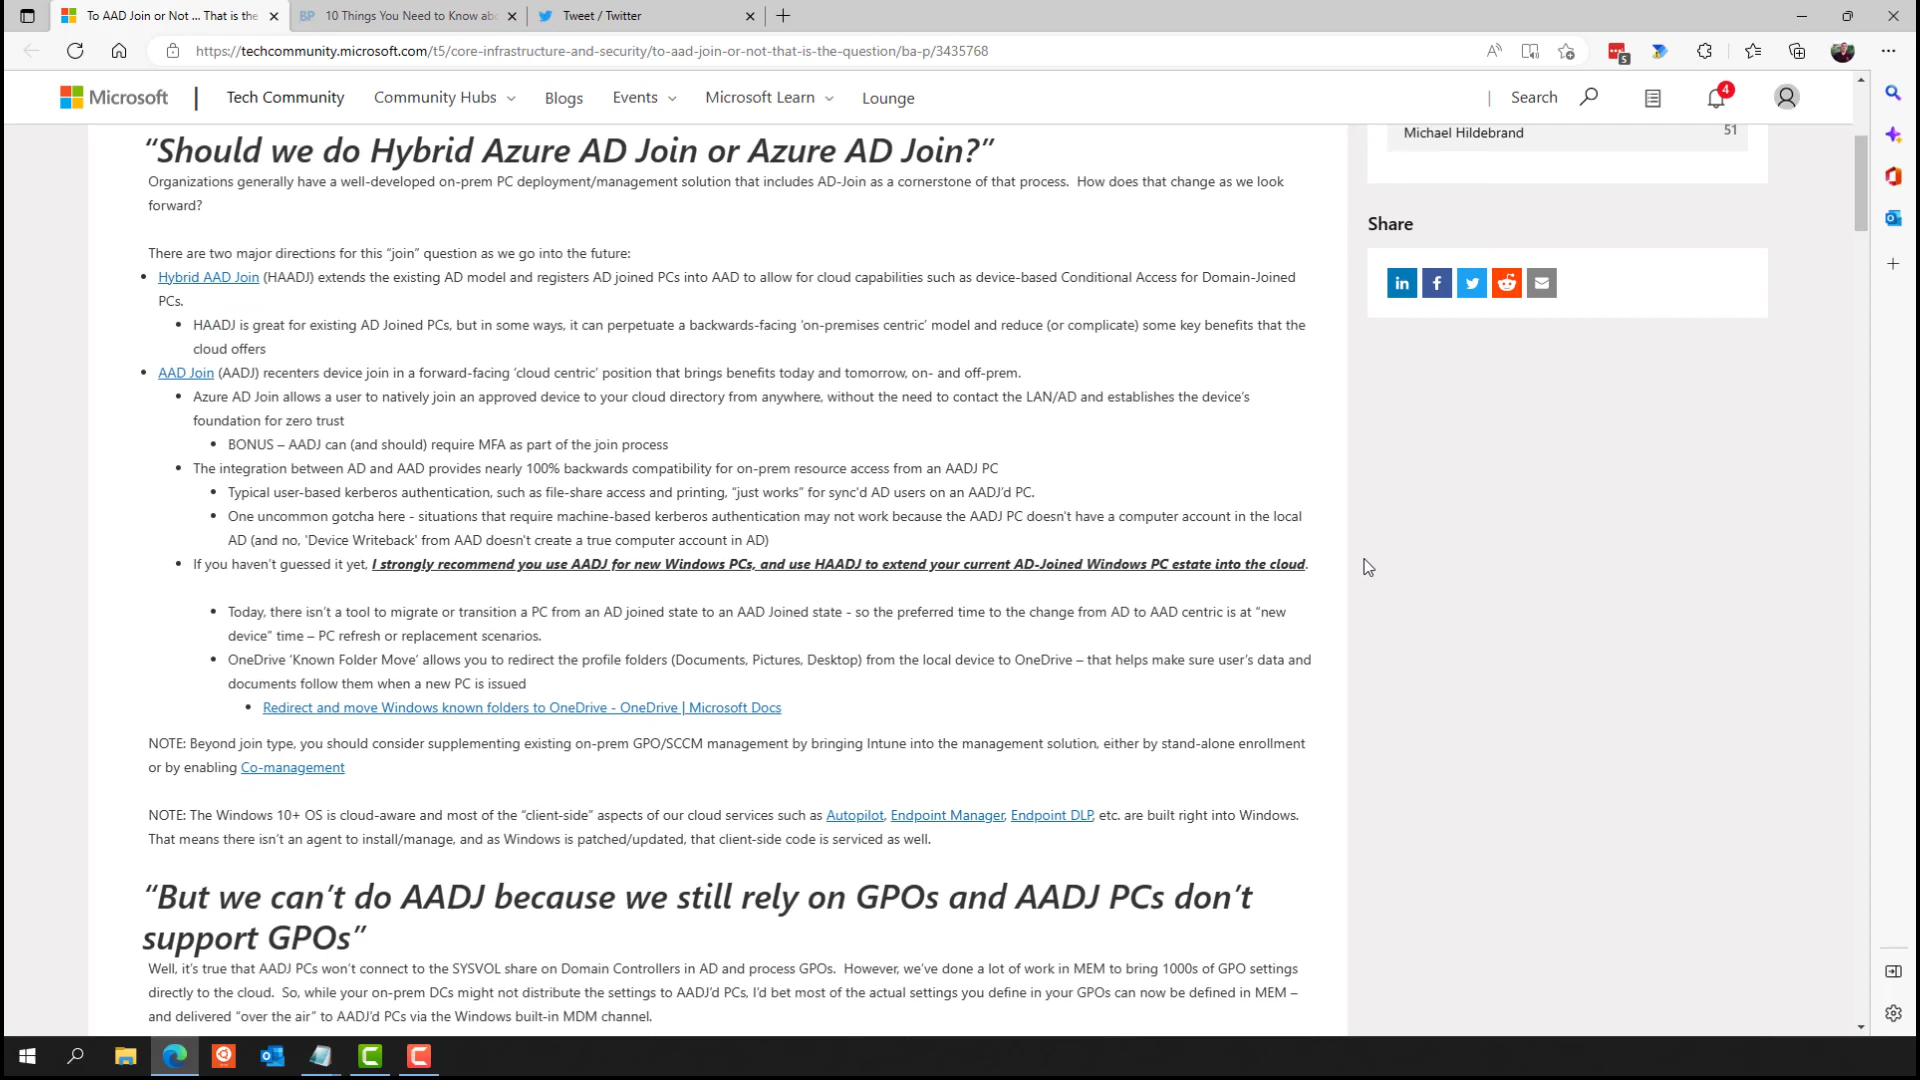 To AAD Join or Not ... That is the
10 Things You Need to Know abo
Tweet / Twitter
https://techcommunity.microsoft.com/t5/core-infrastructure-and-security/to-aad-join-or-not-that-is-the-question/ba-p/3435768
5
Microsoft
Tech Community
Community Hubs
Blogs
Events
Microsoft Learn
Lounge
Search
4
"Should we do Hybrid Azure AD Join or Azure AD Join?"
Organizations generally have a well-developed on-prem PC deployment/management solution that includes AD-Join as a cornerstone of that process. How does that change as we look
forward?
There are two major directions for this "join" question as we go into the future:
• Hybrid AAD Join (HAADJ) extends the existing AD model and registers AD joined PCs into AAD to allow for cloud capabilities such as device-based Conditional Access for Domain-Joined
PCs.
• HAADJ is great for existing AD Joined PCs, but in some ways, it can perpetuate a backwards-facing 'on-premises centric' model and reduce (or complicate) some key benefits that the
cloud offers
• AAD Join (AADJ) recenters device join in a forward-facing 'cloud centric' position that brings benefits today and tomorrow, on- and off-prem.
• Azure AD Join allows a user to natively join an approved device to your cloud directory from anywhere, without the need to contact the LAN/AD and establishes the device's
foundation for zero trust
• BONUS – AADJ can (and should) require MFA as part of the join process
• The integration between AD and AAD provides nearly 100% backwards compatibility for on-prem resource access from an AADJ PC
• Typical user-based kerberos authentication, such as file-share access and printing, "just works" for sync'd AD users on an AADJ'd PC.
• One uncommon gotcha here - situations that require machine-based kerberos authentication may not work because the AADJ PC doesn't have a computer account in the local
AD (and no, 'Device Writeback' from AAD doesn't create a true computer account in AD)
• If you haven't guessed it yet, I strongly recommend you use AADJ for new Windows PCs, and use HAADJ to extend your current AD-Joined Windows PC estate into the cloud.
• Today, there isn't a tool to migrate or transition a PC from an AD joined state to an AAD Joined state - so the preferred time to the change from AD to AAD centric is at "new
device" time – PC refresh or replacement scenarios.
• OneDrive 'Known Folder Move' allows you to redirect the profile folders (Documents, Pictures, Desktop) from the local device to OneDrive – that helps make sure user's data and
documents follow them when a new PC is issued
• Redirect and move Windows known folders to OneDrive - OneDrive | Microsoft Docs
NOTE: Beyond join type, you should consider supplementing existing on-prem GPO/SCCM management by bringing Intune into the management solution, either by stand-alone enrollment
or by enabling Co-management
NOTE: The Windows 10+ OS is cloud-aware and most of the "client-side" aspects of our cloud services such as Autopilot, Endpoint Manager, Endpoint DLP, etc. are built right into Windows.
That means there isn't an agent to install/manage, and as Windows is patched/updated, that client-side code is serviced as well.
"But we can't do AADJ because we still rely on GPOs and AADJ PCs don't
support GPOs"
Well, it's true that AADJ PCs won't connect to the SYSVOL share on Domain Controllers in AD and process GPOs. However, we've done a lot of work in MEM to bring 1000s of GPO settings
directly to the cloud. So, while your on-prem DCs might not distribute the settings to AADJ'd PCs, I'd bet most of the actual settings you define in your GPOs can now be defined in MEM –
and delivered "over the air" to AADJ'd PCs via the Windows built-in MDM channel.
Michael Hildebrand
51
Share